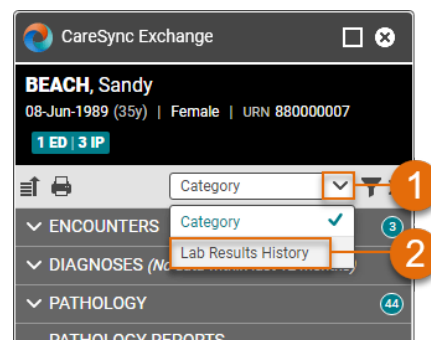 CareSync Exchange
BEACH, Sandy
08-Jun-1989 (35y) | Female | URN 880000007
1 ED | 3 IP
Category
1
ENCOUNTERS
Category
3
Lab Results History
2
DIAGNOSES (No
PATHOLOGY
44
PATHOLOGY REPORTS